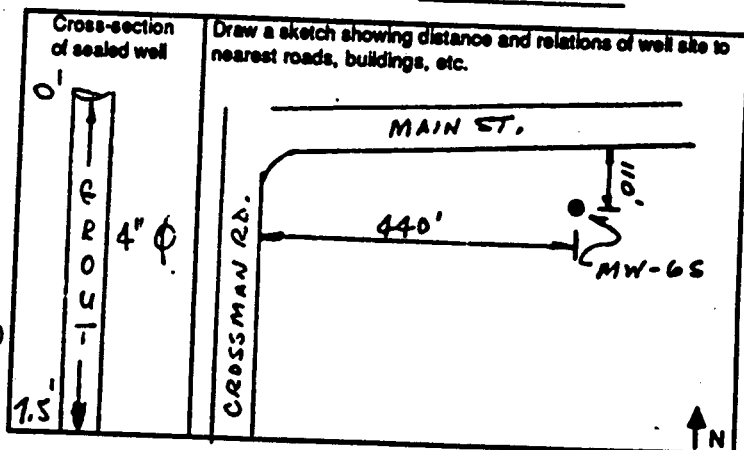 Cross-section
of sealed well
0'
GROUT
4" φ
7.5'
Draw a sketch showing distance and relations of well site to
nearest roads, buildings, etc.
MAIN ST.
110'
440'
MW-6S
CROSSMAN RD.
N